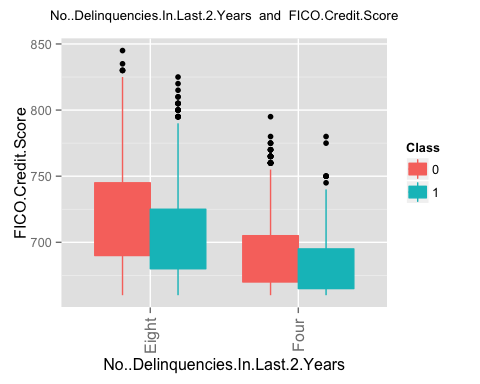 No..Delinquencies.In.Last.2.Years and FICO.Credit.Score
850
800
750
700
FICO.Credit.Score
Eight
Four
No..Delinquencies.In.Last.2.Years
Class
0
1